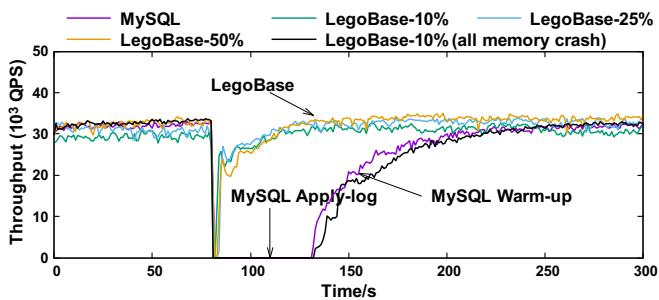 MySQL LegoBase-10% LegoBase-25%
LegoBase-50% LegoBase-10% (all memory crash)
50
40
30
20
10
0
Throughput (10³ QPS)
LegoBase
MySQL Apply-log MySQL Warm-up
0 50 100 150 200 250 300
Time/s